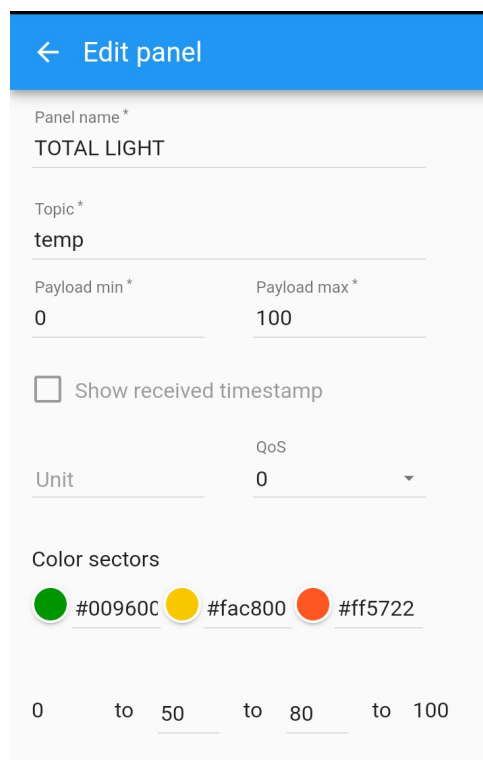 Edit panel
Panel name *
TOTAL LIGHT
Topic *
temp
Payload min * Payload max *
0 100
Show received timestamp
QoS
Unit 0
Color sectors
#009600 #fac800 #ff5722
0 to 50 to 80 to 100